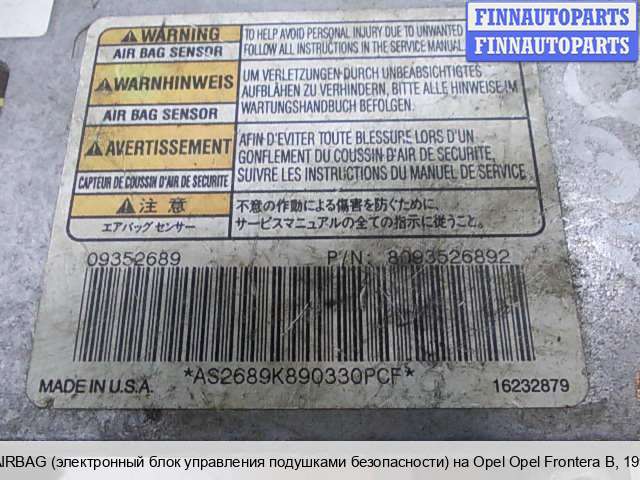 FINNAUTOPARTS
FINNAUTOPARTS
WARNING
AIR BAG SENSOR
TO HELP AVOID PERSONAL INJURY DUE TO UNWANTED
FOLLOW ALL INSTRUCTIONS IN THE SERVICE MANUAL.
WARNHINWEIS
AIR BAG SENSOR
UM VERLETZUNGEN DURCH UNBEABSICHTIGTES
AUFBLÄHEN ZU VERHINDERN, BITTE ALLE HINWEISE IM
WARTUNGSHANDBUCH BEFOLGEN.
AVERTISSEMENT
CAPTEUR DE COUSSIN D'AIR DE SECURITE
AFIN D'EVITER TOUTE BLESSURE LORS D'UN
GONFLEMENT DU COUSSIN D'AIR DE SECURITE,
SUIVRE LES INSTRUCTIONS DU MANUEL DE SERVICE.
注 意
エアバッグ センサー
不意の作動による傷害を防ぐために、
サービスマニュアルの全ての指示に従うこと。
09352689 P/N: 8093526892
*AS2689K890330PCF*
MADE IN U.S.A. 16232879
AIRBAG (электронный блок управления подушками безопасности) на Opel Opel Frontera B, 19